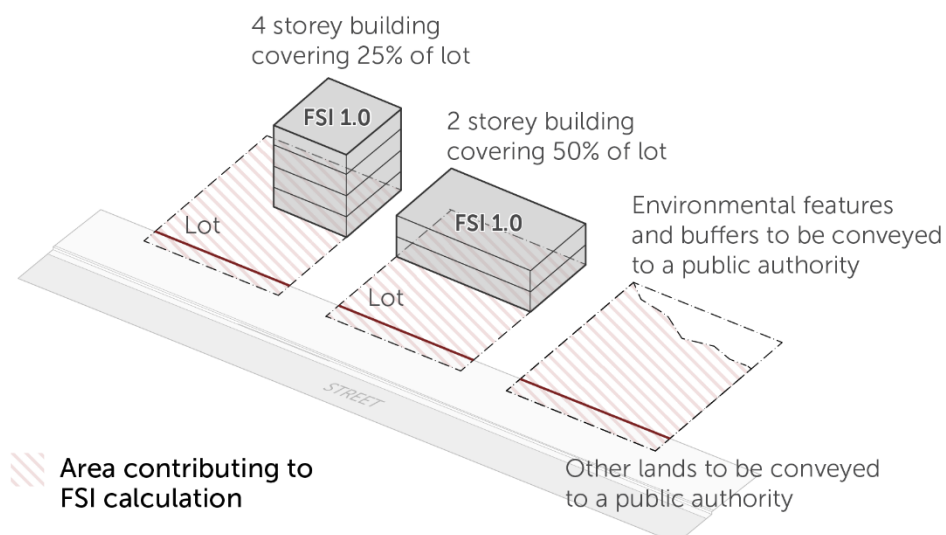 4 storey building
covering 25% of lot
FSI 1.0
2 storey building
covering 50% of lot
FSI 1.0
Environmental features
and buffers to be conveyed
to a public authority
Lot
Lot
STREET
Area contributing to
FSI calculation
Other lands to be conveyed
to a public authority